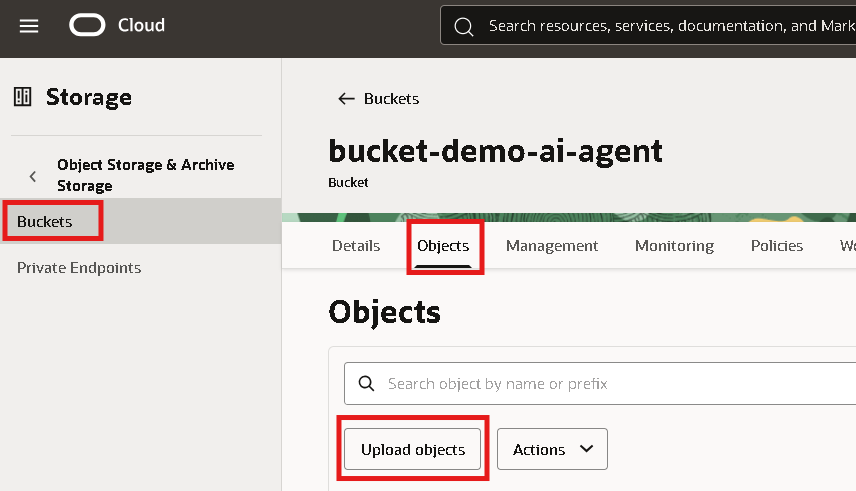 Cloud
Search resources, services, documentation, and Mark
Storage
Object Storage & Archive
Storage
Buckets
Private Endpoints
Buckets
bucket-demo-ai-agent
Bucket
Details Objects Management Monitoring Policies Wo
Objects
Search object by name or prefix
Upload objects Actions